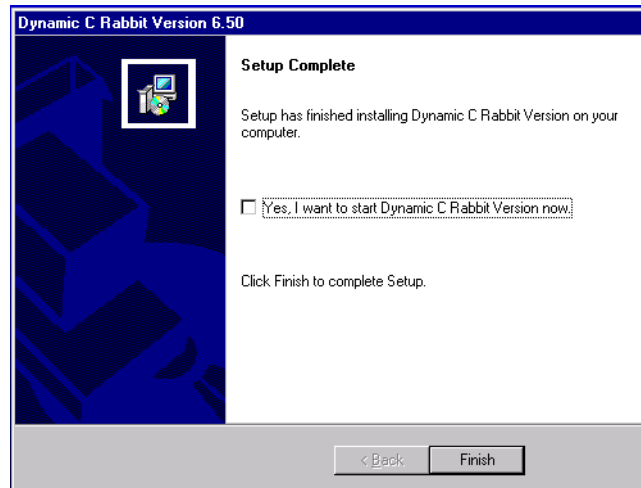 Dynamic C Rabbit Version 6.50
Setup Complete
Setup has finished installing Dynamic C Rabbit Version on your
computer.
Yes, I want to start Dynamic C Rabbit Version now.
Click Finish to complete Setup.
< Back
Finish